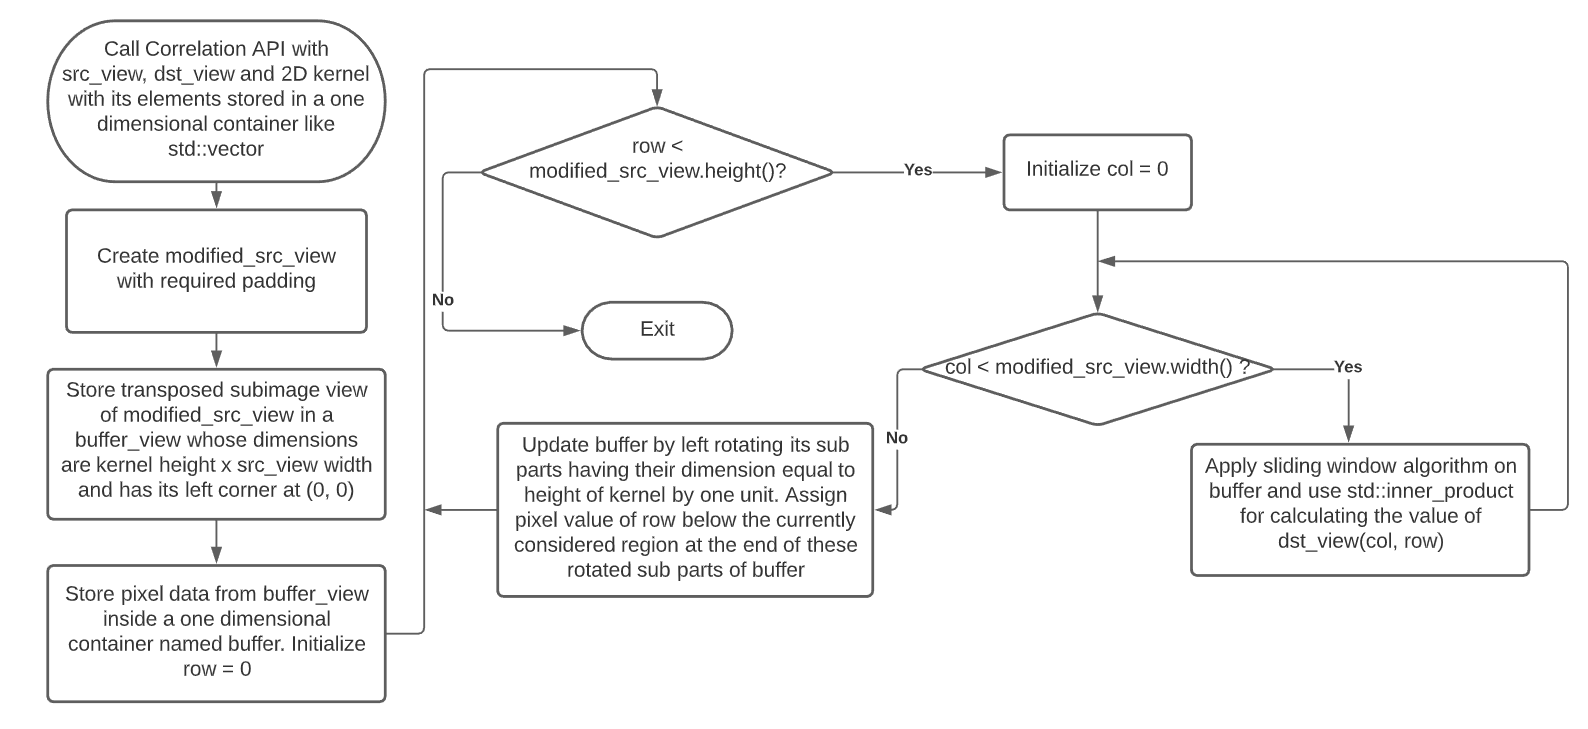 Call Correlation API with
src_view, dst_view and 2D kernel
with its elements stored in a one
dimensional container like
std::vector
Create modified_src_view
with required padding
Store transposed subimage view
of modified_src_view in a
buffer_view whose dimensions
are kernel height x src_view width
and has its left corner at (0, 0)
Store pixel data from buffer_view
inside a one dimensional
container named buffer. Initialize
row = 0
row <
modified_src_view.height()?
Yes
No
Exit
Initialize col = 0
col < modified_src_view.width() ?
Yes
No
Apply sliding window algorithm on
buffer and use std::inner_product
for calculating the value of
dst_view(col, row)
Update buffer by left rotating its sub
parts having their dimension equal to
height of kernel by one unit. Assign
pixel value of row below the currently
considered region at the end of these
rotated sub parts of buffer